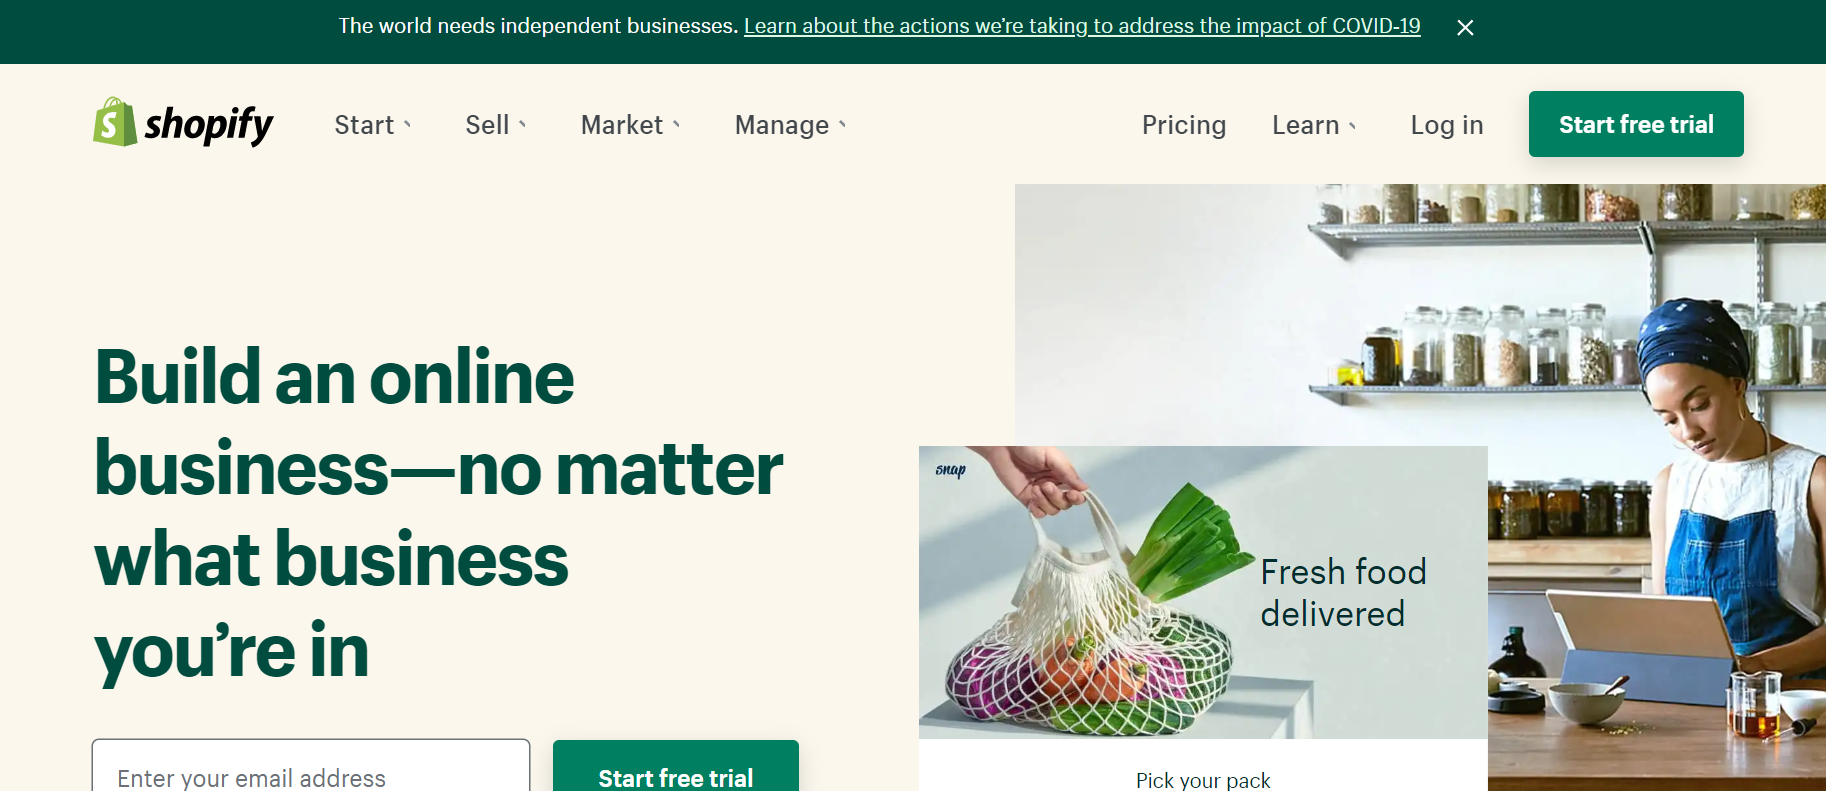 The world needs independent businesses. Learn about the actions we’re taking to address the impact of COVID-19
shopify
Start
Sell
Market
Manage
Pricing
Learn
Log in
Start free trial
Build an online
business—no matter
what business
you’re in
Enter your email address
Start free trial
snap
Fresh food
delivered
Pick your pack